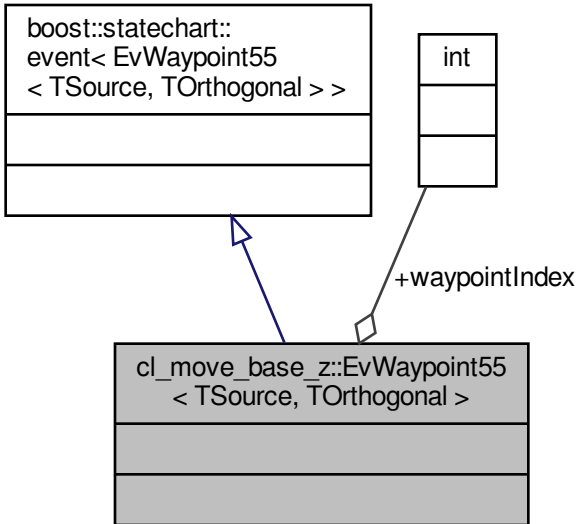 boost::statechart::
event< EvWaypoint55
< TSource, TOrthogonal > >
int
+waypointIndex
cl_move_base_z::EvWaypoint55
< TSource, TOrthogonal >